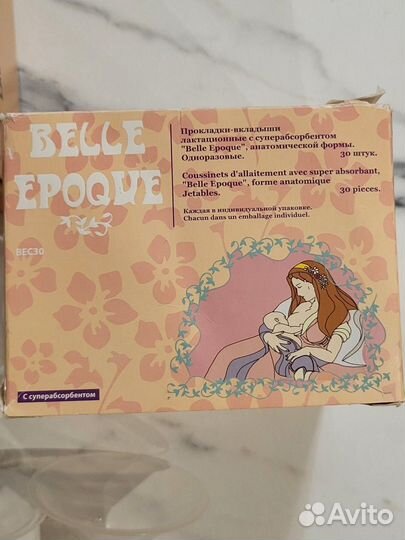 BELLE
EPOQUE
BEC30
Прокладки-вкладыши
лактационные с суперабсорбентом
"Belle Epoque", анатомической формы.
Одноразовые. 30 штук.
Coussinets d'allaitement avec super absorbant,
"Belle Epoque", forme anatomique
Jetables. 30 pieces.
Каждая в индивидуальной упаковке.
Chacun dans un emballage individuel.
С суперабсорбентом
Avito